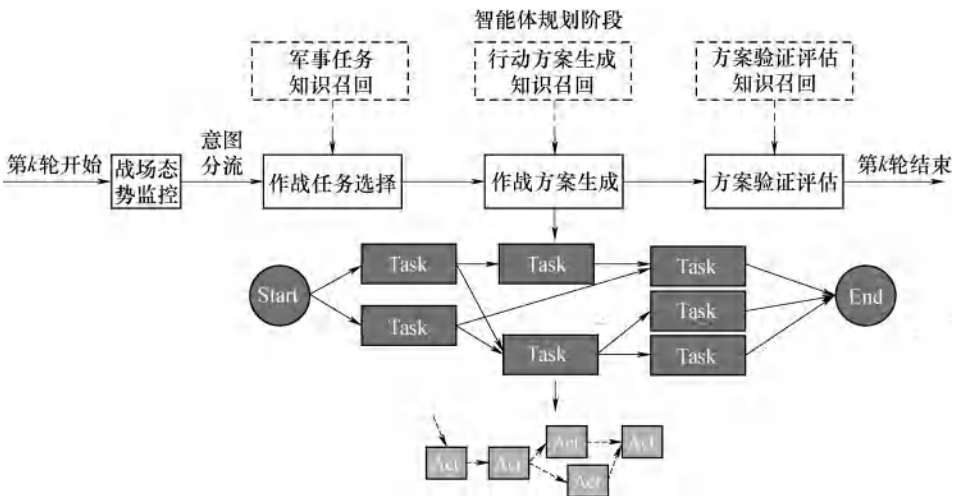 智能体规划阶段
军事任务
知识召回
行动方案生成
知识召回
方案验证评估
知识召回
第k轮开始
战场态
势监控
意图
分流
作战任务选择
作战方案生成
方案验证评估
第k轮结束
Start
Task
Task
Task
Task
Task
Task
Task
End
Act
Act
Act
Act
Act